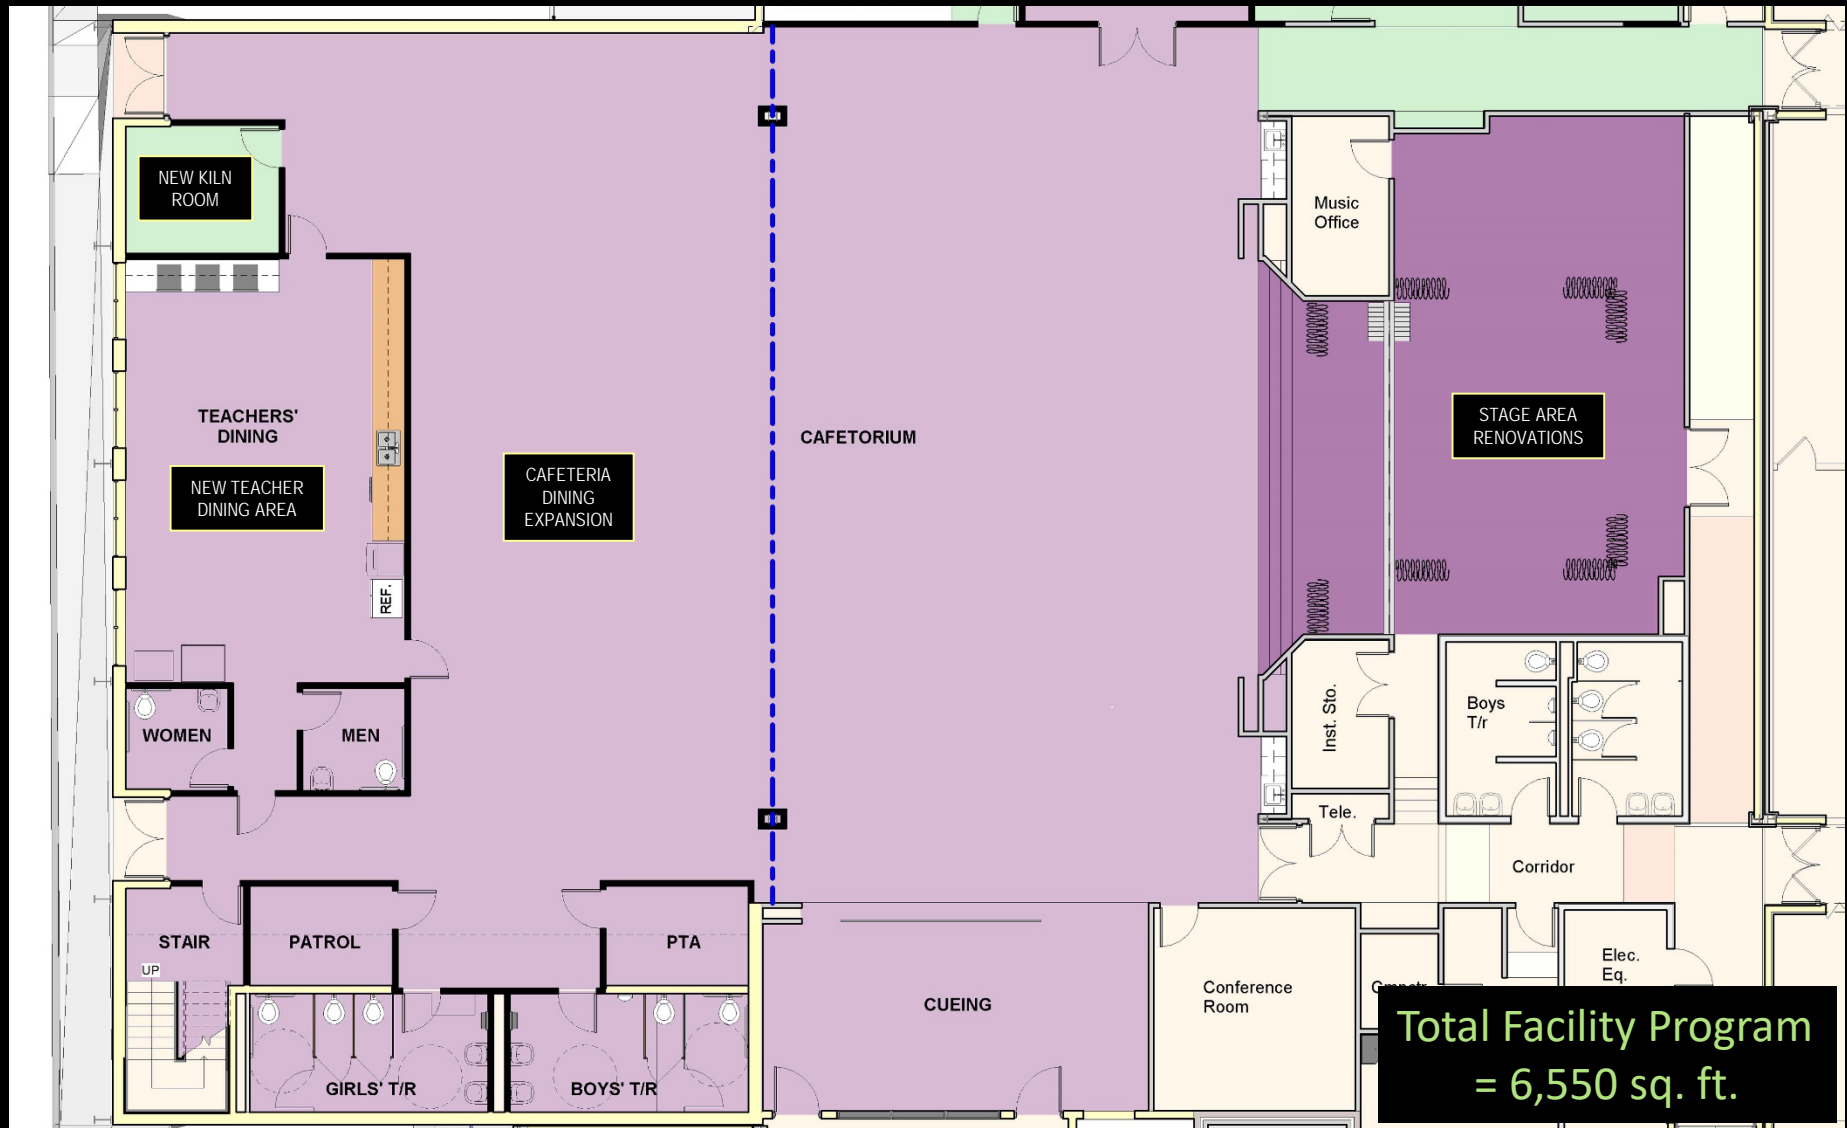 NEW KILN
ROOM
Music
Office
TEACHERS'
DINING
NEW TEACHER
DINING AREA
CAFETERIA
DINING
EXPANSION
CAFETORIUM
STAGE AREA
RENOVATIONS
REF.
WOMEN
MEN
Inst. Sto.
Boys
T/r
Tele.
Corridor
STAIR
UP
PATROL
PTA
CUEING
Conference
Room
Elec.
Eq.
GIRLS' T/R
BOYS' T/R
Total Facility Program
= 6,550 sq. ft.